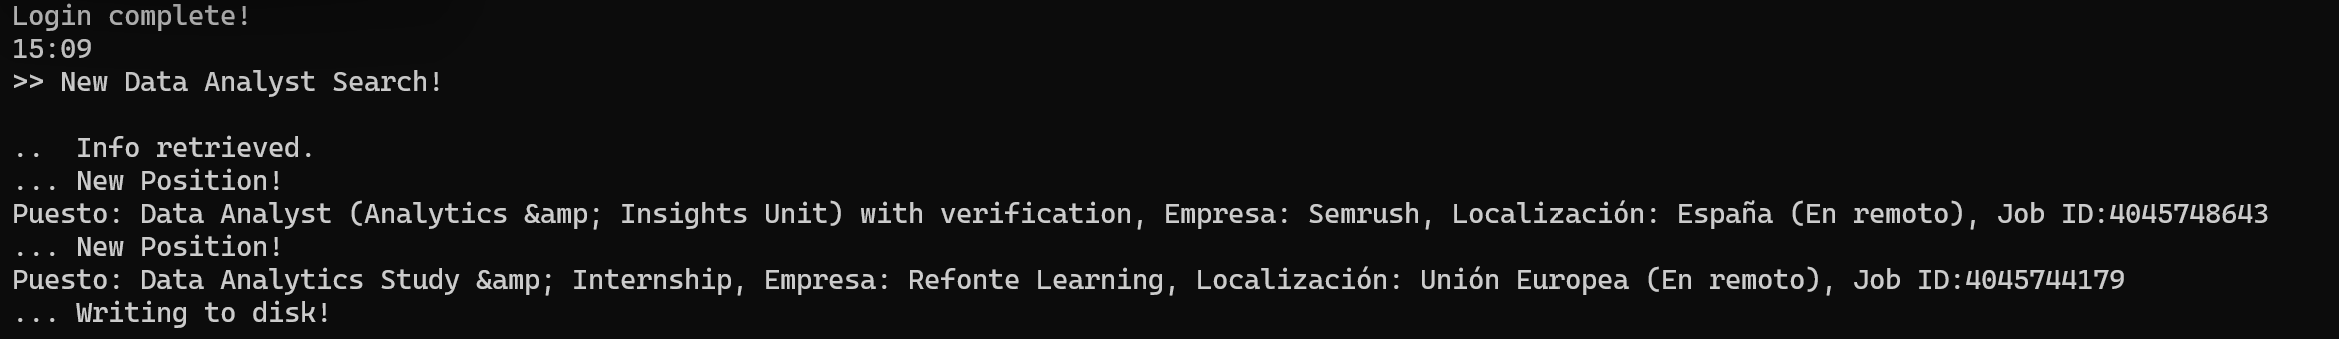 Login complete!
15:09
>> New Data Analyst Search!
..  Info retrieved.
... New Position!
Puesto: Data Analyst (Analytics &amp; Insights Unit) with verification, Empresa: Semrush, Localización: España (En remoto), Job ID:4045748643
... New Position!
Puesto: Data Analytics Study &amp; Internship, Empresa: Refonte Learning, Localización: Unión Europea (En remoto), Job ID:4045744179
... Writing to disk!